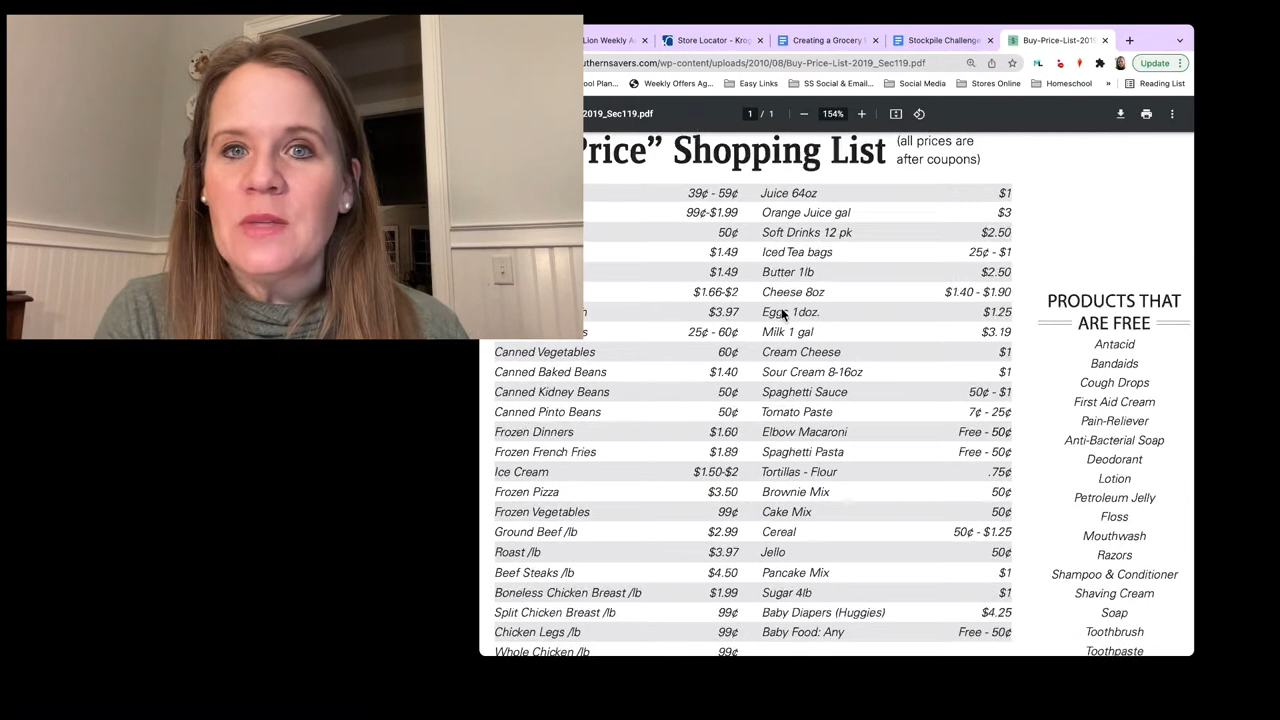 Lion Weekly A
Store Locator - Kro
Creating a Grocery
Stockpile Challenge
Buy-Price-List-2019
uthernsavers.com/wp-content/uploads/2010/08/Buy-Price-List-2019_Sec119.pdf
Update
ool Plan...
Weekly Offers Ag...
Easy Links
SS Social & Email...
Shared
Stores Online
Homeschool
»
Reading List
2019_Sec119.pdf
1 / 1
154%
Price” Shopping List
(all prices are
after coupons)
39¢ - 59¢ Juice 64oz $1
99¢-$1.99 Orange Juice gal $3
50¢ Soft Drinks 12 pk $2.50
$1.49 Iced Tea bags 25¢ - $1
$1.49 Butter 1lb $2.50
$1.66-$2 Cheese 8oz $1.40 - $1.90
$3.97 Eggs 1doz. $1.25
25¢ - 60¢ Milk 1 gal $3.19
Canned Vegetables 60¢ Cream Cheese $1
Canned Baked Beans $1.40 Sour Cream 8-16oz $1
Canned Kidney Beans 50¢ Spaghetti Sauce 50¢ - $1
Canned Pinto Beans 50¢ Tomato Paste 7¢ - 25¢
Frozen Dinners $1.60 Elbow Macaroni Free - 50¢
Frozen French Fries $1.89 Spaghetti Pasta Free - 50¢
Ice Cream $1.50-$2 Tortillas - Flour .75¢
Frozen Pizza $3.50 Brownie Mix 50¢
Frozen Vegetables 99¢ Cake Mix 50¢
Ground Beef /lb $2.99 Cereal 50¢ - $1.25
Roast /lb $3.97 Jello 50¢
Beef Steaks /lb $4.50 Pancake Mix $1
Boneless Chicken Breast /lb $1.99 Sugar 4lb $1
Split Chicken Breast /lb 99¢ Baby Diapers (Huggies) $4.25
Chicken Legs /lb 99¢ Baby Food: Any Free - 50¢
Whole Chicken /lb 99¢
PRODUCTS THAT
ARE FREE
Antacid
Bandaids
Cough Drops
First Aid Cream
Pain-Reliever
Anti-Bacterial Soap
Deodorant
Lotion
Petroleum Jelly
Floss
Mouthwash
Razors
Shampoo & Conditioner
Shaving Cream
Soap
Toothbrush
Toothpaste